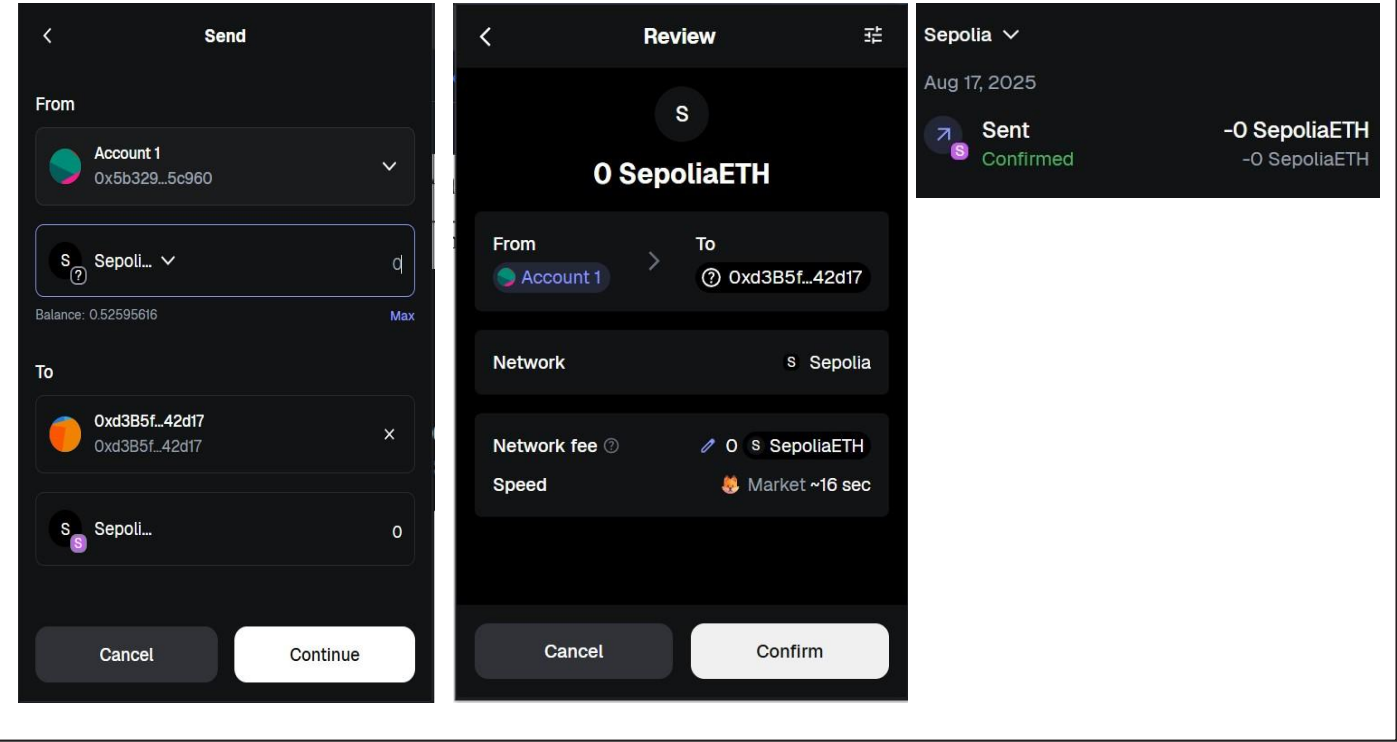 Send
From
Account 1
0x5b329...5c960
S
?
Sepoli...
0
Balance: 0.52595616
Max
To
0xd3B5f...42d17
0xd3B5f...42d17
S
S
Sepoli...
0
Cancel
Continue
Review
S
0 SepoliaETH
From
To
Account 1
? 0xd3B5f...42d17
Network
S Sepolia
Network fee ?
0 S SepoliaETH
Speed
Market ~16 sec
Cancel
Confirm
Sepolia
Aug 17, 2025
Sent
-0 SepoliaETH
S
Confirmed
-0 SepoliaETH